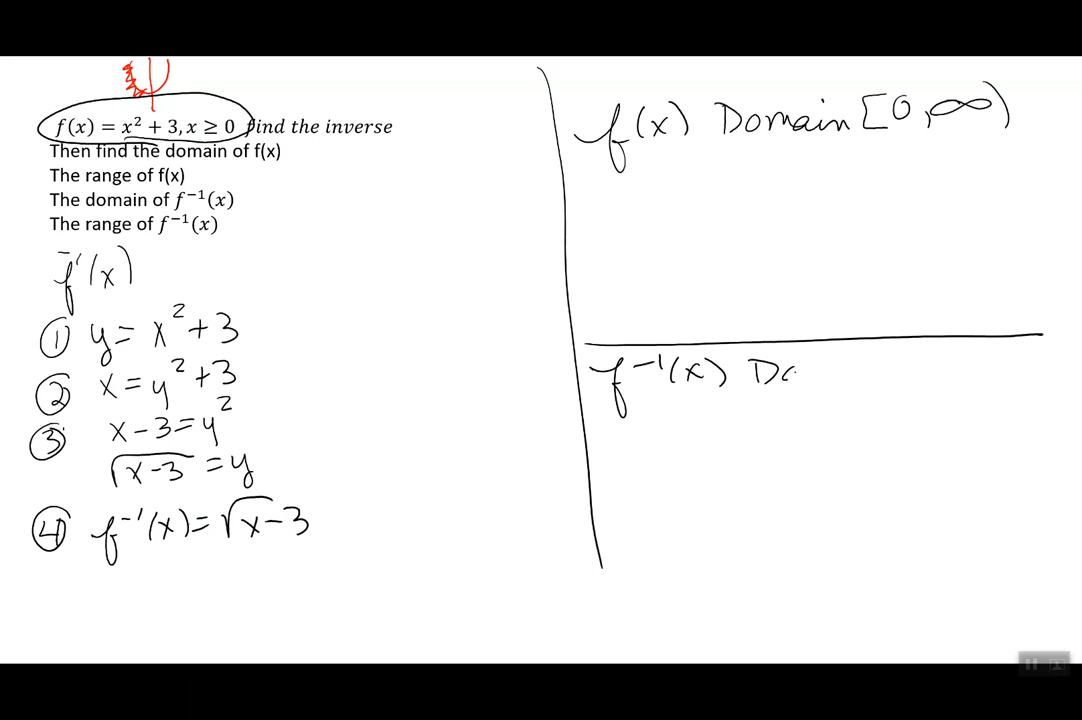 f(x) = x² + 3, x ≥ 0 find the inverse
Then find the domain of f(x)
The range of f(x)
The domain of f⁻¹(x)
The range of f⁻¹(x)
f⁻¹(x)
① y = x² + 3
② x = y² + 3
③ x - 3 = y²
√x-3 = y
④ f⁻¹(x) = √x-3
f(x) Domain [0, ∞)
f⁻¹(x) Do